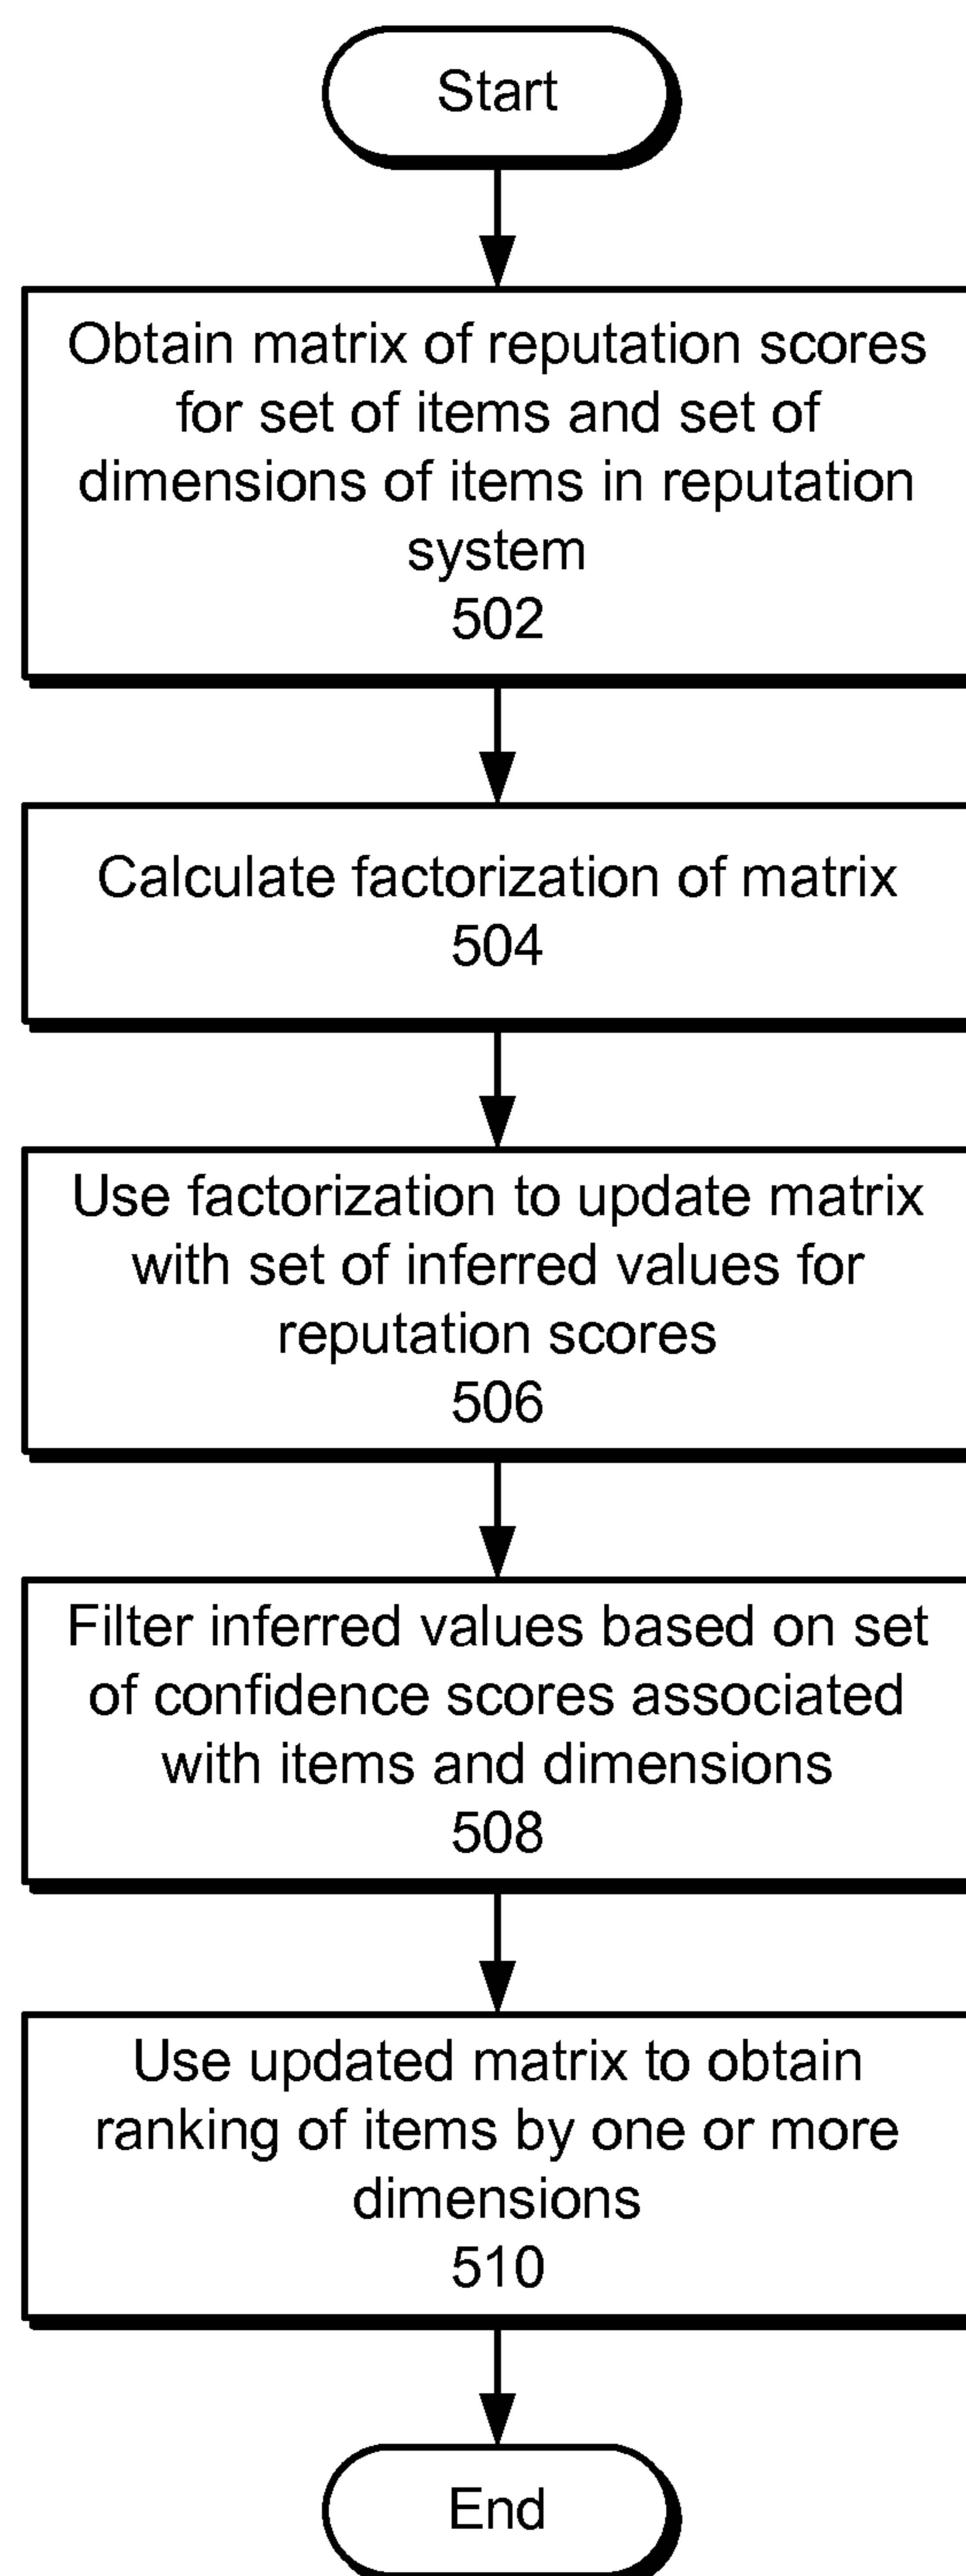 Start
Obtain matrix of reputation scores
for set of items and set of
dimensions of items in reputation
system
502
Calculate factorization of matrix
504
Use factorization to update matrix
with set of inferred values for
reputation scores
506
Filter inferred values based on set
of confidence scores associated
with items and dimensions
508
Use updated matrix to obtain
ranking of items by one or more
dimensions
510
End